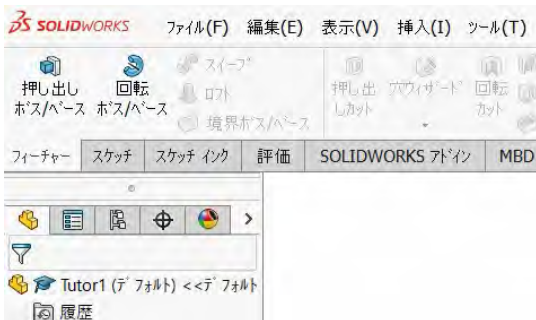 SOLIDWORKS ファイル(F) 編集(E) 表示(V) 挿入(I) ツール(T)
押し出し ボス/ベース
回転 ボス/ベース
スイープ
ロフト
境界ボス/ベース
押し出しカット
穴ウィザード
回転カット
フィーチャー スケッチ スケッチ インク 評価 SOLIDWORKS アドイン MBD
Tutor1 (デフォルト) <<デフォルト
履歴